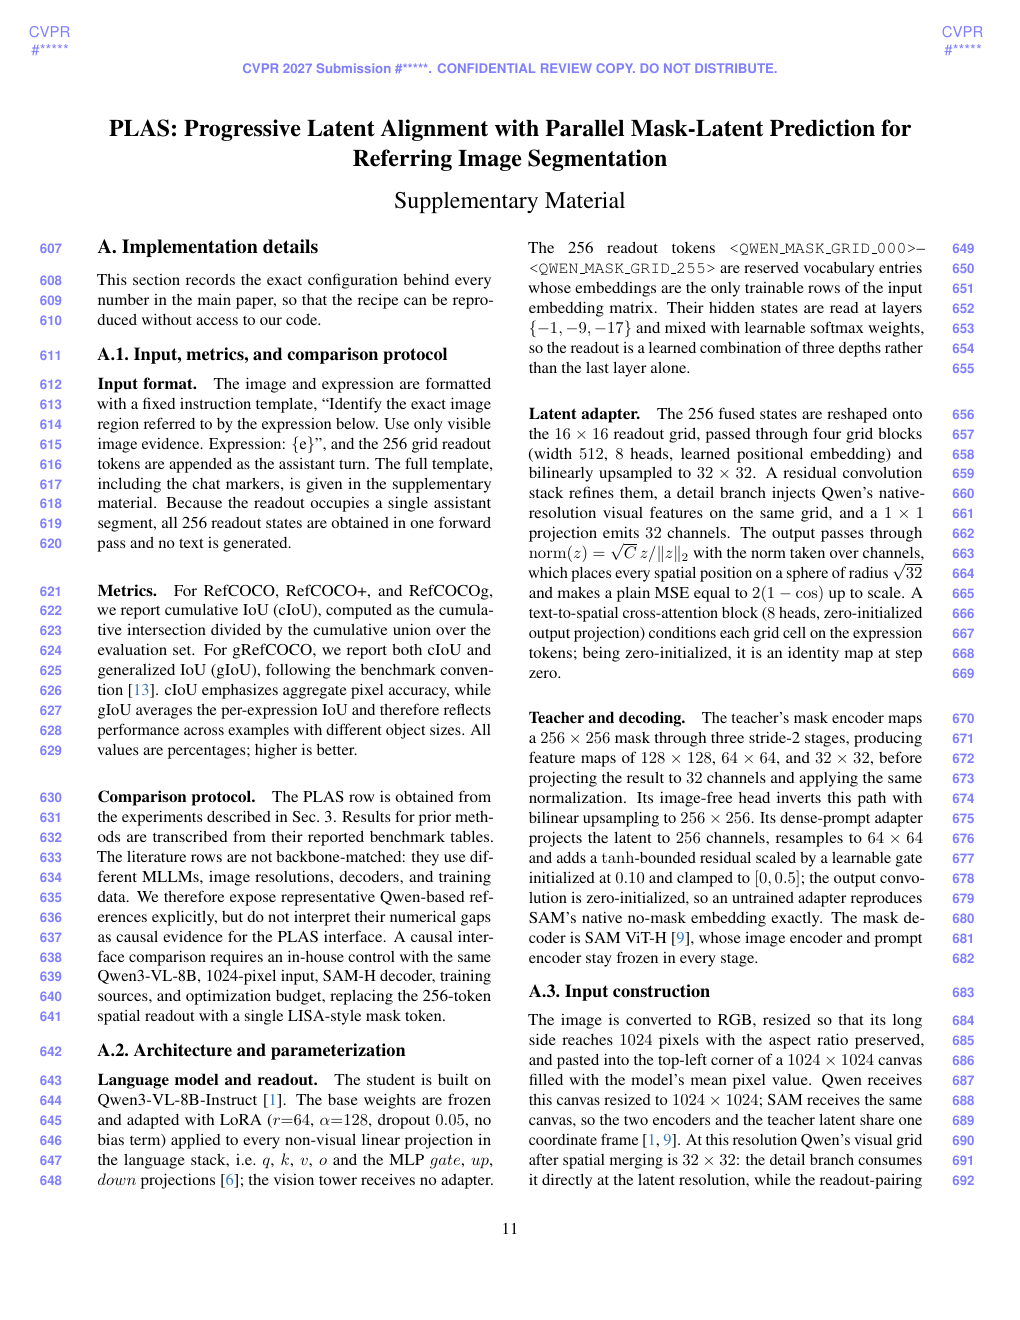 CVPR
#*****
CVPR
#*****
CVPR 2027 Submission #*****. CONFIDENTIAL REVIEW COPY. DO NOT DISTRIBUTE.
PLAS: Progressive Latent Alignment with Parallel Mask-Latent Prediction for
Referring Image Segmentation
Supplementary Material
607 A. Implementation details
608 This section records the exact configuration behind every
609 number in the main paper, so that the recipe can be repro-
610 duced without access to our code.
611 A.1. Input, metrics, and comparison protocol
612 Input format. The image and expression are formatted
613 with a fixed instruction template, “Identify the exact image
614 region referred to by the expression below. Use only visible
615 image evidence. Expression: {e}”, and the 256 grid readout
616 tokens are appended as the assistant turn. The full template,
617 including the chat markers, is given in the supplementary
618 material. Because the readout occupies a single assistant
619 segment, all 256 readout states are obtained in one forward
620 pass and no text is generated.
621 Metrics. For RefCOCO, RefCOCO+, and RefCOCOg,
622 we report cumulative IoU (cIoU), computed as the cumula-
623 tive intersection divided by the cumulative union over the
624 evaluation set. For gRefCOCO, we report both cIoU and
625 generalized IoU (gIoU), following the benchmark conven-
626 tion [13]. cIoU emphasizes aggregate pixel accuracy, while
627 gIoU averages the per-expression IoU and therefore reflects
628 performance across examples with different object sizes. All
629 values are percentages; higher is better.
630 Comparison protocol. The PLAS row is obtained from
631 the experiments described in Sec. 3. Results for prior meth-
632 ods are transcribed from their reported benchmark tables.
633 The literature rows are not backbone-matched: they use dif-
634 ferent MLLMs, image resolutions, decoders, and training
635 data. We therefore expose representative Qwen-based ref-
636 erences explicitly, but do not interpret their numerical gaps
637 as causal evidence for the PLAS interface. A causal inter-
638 face comparison requires an in-house control with the same
639 Qwen3-VL-8B, 1024-pixel input, SAM-H decoder, training
640 sources, and optimization budget, replacing the 256-token
641 spatial readout with a single LISA-style mask token.
642 A.2. Architecture and parameterization
643 Language model and readout. The student is built on
644 Qwen3-VL-8B-Instruct [1]. The base weights are frozen
645 and adapted with LoRA (r=64, α=128, dropout 0.05, no
646 bias term) applied to every non-visual linear projection in
647 the language stack, i.e. q, k, v, o and the MLP gate, up,
648 down projections [6]; the vision tower receives no adapter.
The 256 readout tokens <QWEN_MASK_GRID_000>– 649
<QWEN_MASK_GRID_255> are reserved vocabulary entries 650
whose embeddings are the only trainable rows of the input 651
embedding matrix. Their hidden states are read at layers 652
{−1, −9, −17} and mixed with learnable softmax weights, 653
so the readout is a learned combination of three depths rather 654
than the last layer alone. 655
Latent adapter. The 256 fused states are reshaped onto 656
the 16 × 16 readout grid, passed through four grid blocks 657
(width 512, 8 heads, learned positional embedding) and 658
bilinearly upsampled to 32 × 32. A residual convolution 659
stack refines them, a detail branch injects Qwen’s native- 660
resolution visual features on the same grid, and a 1 × 1 661
projection emits 32 channels. The output passes through 662
norm(z) = √C z/∥z∥₂ with the norm taken over channels, 663
which places every spatial position on a sphere of radius √32 664
and makes a plain MSE equal to 2(1 − cos) up to scale. A 665
text-to-spatial cross-attention block (8 heads, zero-initialized 666
output projection) conditions each grid cell on the expression 667
tokens; being zero-initialized, it is an identity map at step 668
zero. 669
Teacher and decoding. The teacher’s mask encoder maps 670
a 256 × 256 mask through three stride-2 stages, producing 671
feature maps of 128 × 128, 64 × 64, and 32 × 32, before 672
projecting the result to 32 channels and applying the same 673
normalization. Its image-free head inverts this path with 674
bilinear upsampling to 256 × 256. Its dense-prompt adapter 675
projects the latent to 256 channels, resamples to 64 × 64 676
and adds a tanh-bounded residual scaled by a learnable gate 677
initialized at 0.10 and clamped to [0, 0.5]; the output convo- 678
lution is zero-initialized, so an untrained adapter reproduces 679
SAM’s native no-mask embedding exactly. The mask de- 680
coder is SAM ViT-H [9], whose image encoder and prompt 681
encoder stay frozen in every stage. 682
A.3. Input construction 683
The image is converted to RGB, resized so that its long 684
side reaches 1024 pixels with the aspect ratio preserved, 685
and pasted into the top-left corner of a 1024 × 1024 canvas 686
filled with the model’s mean pixel value. Qwen receives 687
this canvas resized to 1024 × 1024; SAM receives the same 688
canvas, so the two encoders and the teacher latent share one 689
coordinate frame [1, 9]. At this resolution Qwen’s visual grid 690
after spatial merging is 32 × 32: the detail branch consumes 691
it directly at the latent resolution, while the readout-pairing 692
11